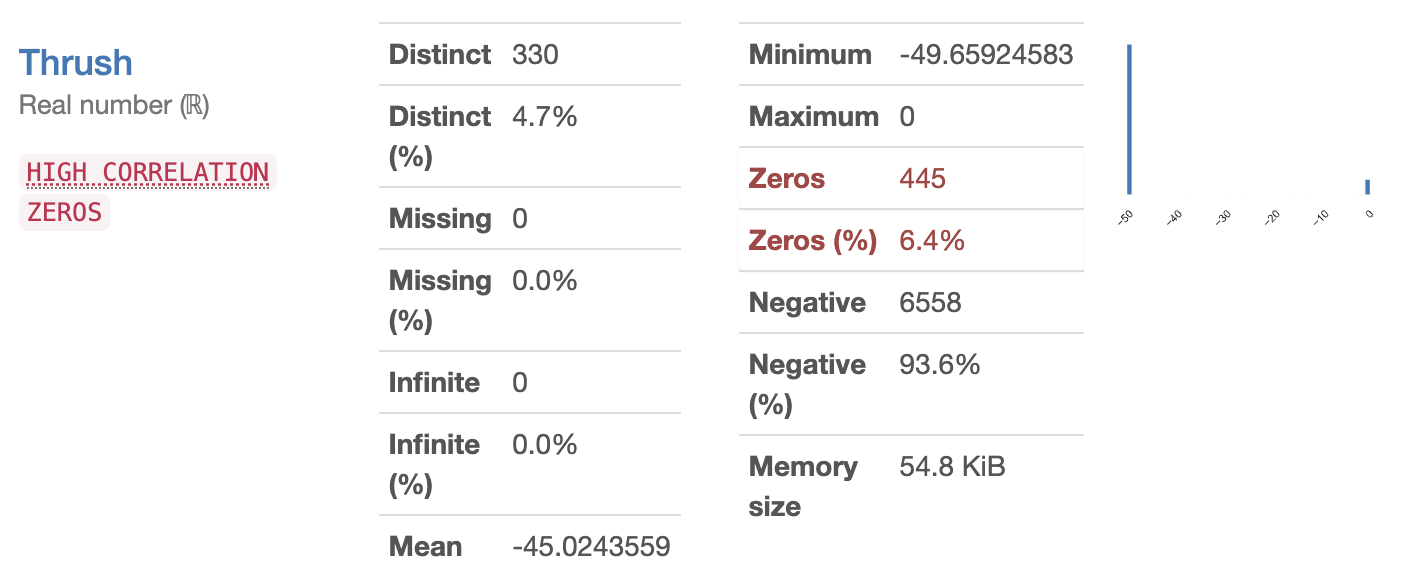 Thrush
Real number (ℝ)
HIGH CORRELATION
ZEROS
Distinct 330
Distinct 4.7%
(%)
Missing 0
Missing 0.0%
(%)
Infinite 0
Infinite 0.0%
(%)
Mean -45.0243559
Minimum -49.65924583
Maximum 0
Zeros 445
Zeros (%) 6.4%
Negative 6558
Negative 93.6%
(%)
Memory 54.8 KiB
size
−50 −40 −30 −20 −10 0